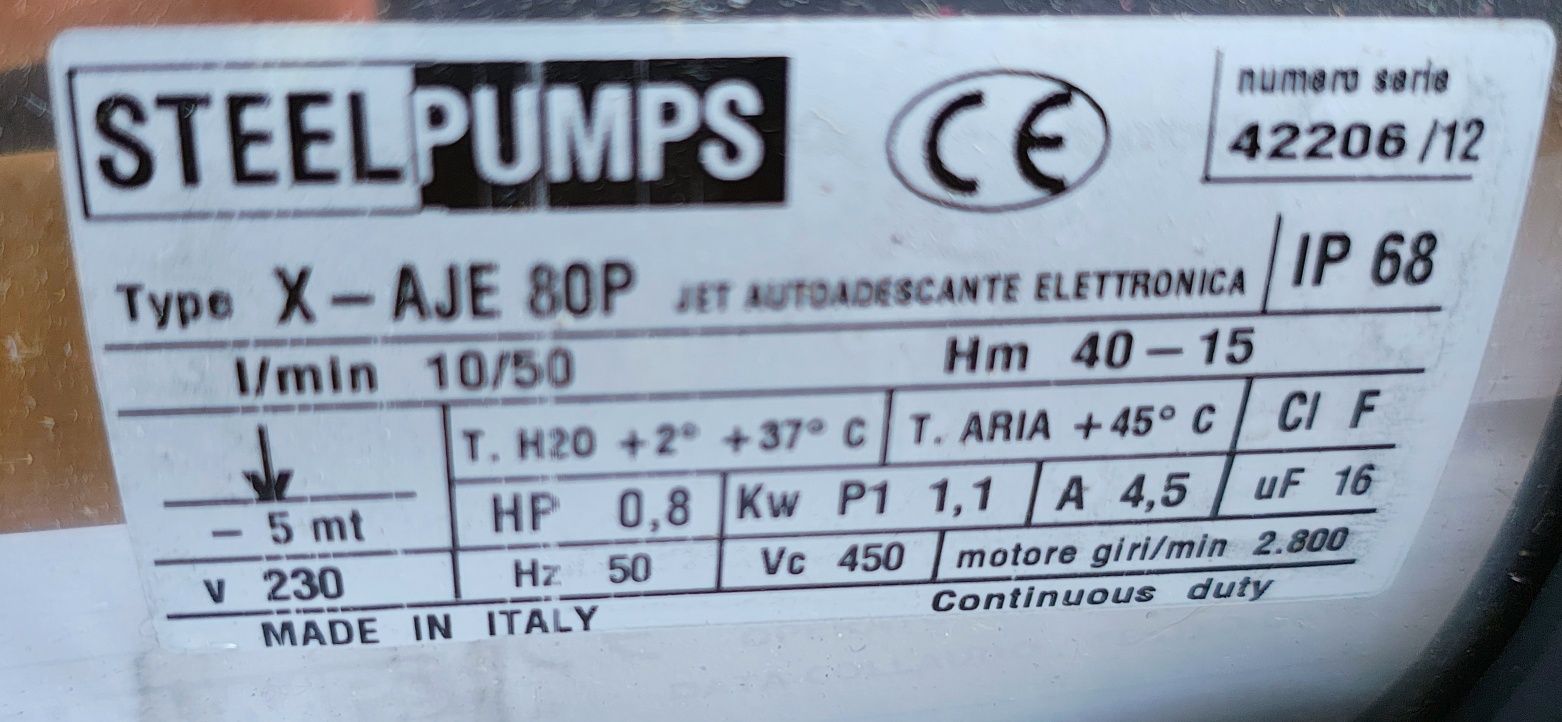 STEELPUMPS CE numero serie
42206/12
Type X-AJE 80P JET AUTOADESCANTE ELETTRONICA IP 68
l/min 10/50 Hm 40-15
T. H20 +2° +37° C T. ARIA +45° C Cl F
- 5 mt HP 0,8 Kw P1 1,1 A 4,5 uF 16
v 230 Hz 50 Vc 450 motore giri/min 2.800
MADE IN ITALY Continuous duty